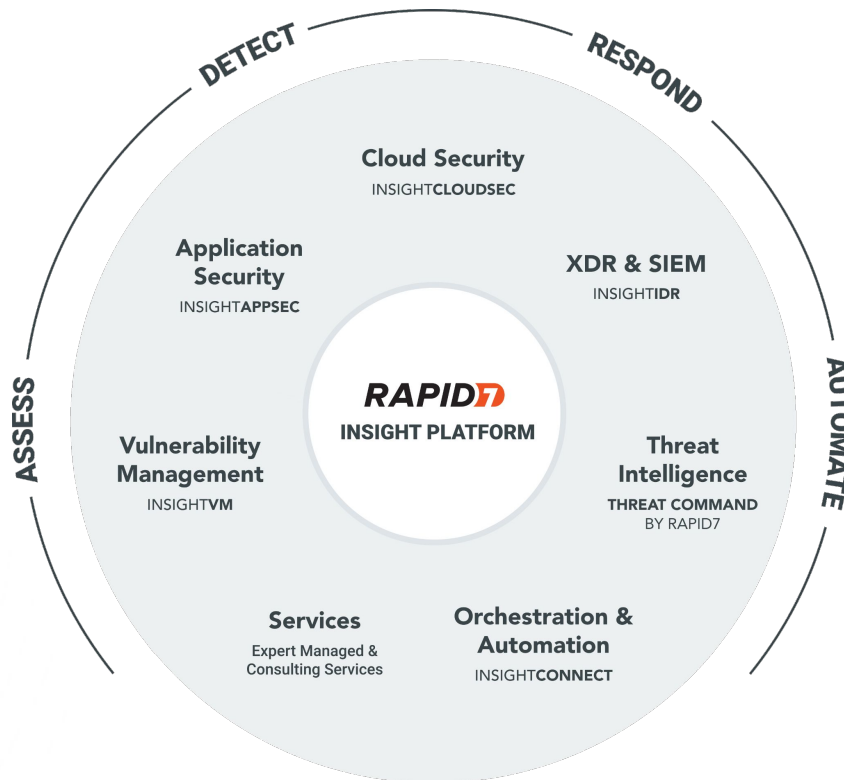 DETECT
RESPOND
ASSESS
AUTOMATE
Cloud Security
INSIGHTCLOUDSEC
Application
Security
INSIGHTAPPSEC
XDR & SIEM
INSIGHTIDR
RAPID7
INSIGHT PLATFORM
Vulnerability
Management
INSIGHTVM
Threat
Intelligence
THREAT COMMAND
BY RAPID7
Services
Expert Managed &
Consulting Services
Orchestration &
Automation
INSIGHTCONNECT